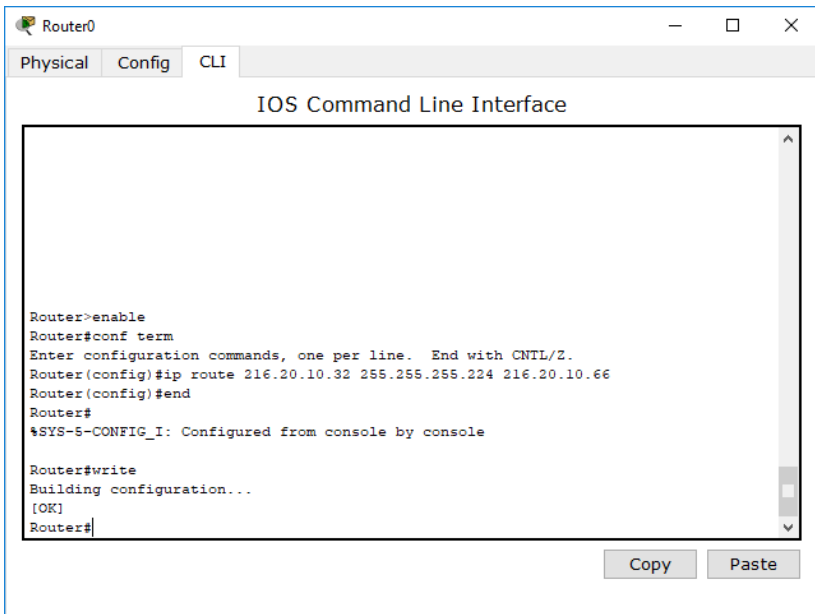 Router0
Physical Config CLI
IOS Command Line Interface
Router>enable
Router#conf term
Enter configuration commands, one per line.  End with CNTL/Z.
Router(config)#ip route 216.20.10.32 255.255.255.224 216.20.10.66
Router(config)#end
Router#
%SYS-5-CONFIG_I: Configured from console by console
Router#write
Building configuration...
[OK]
Router#
Copy Paste